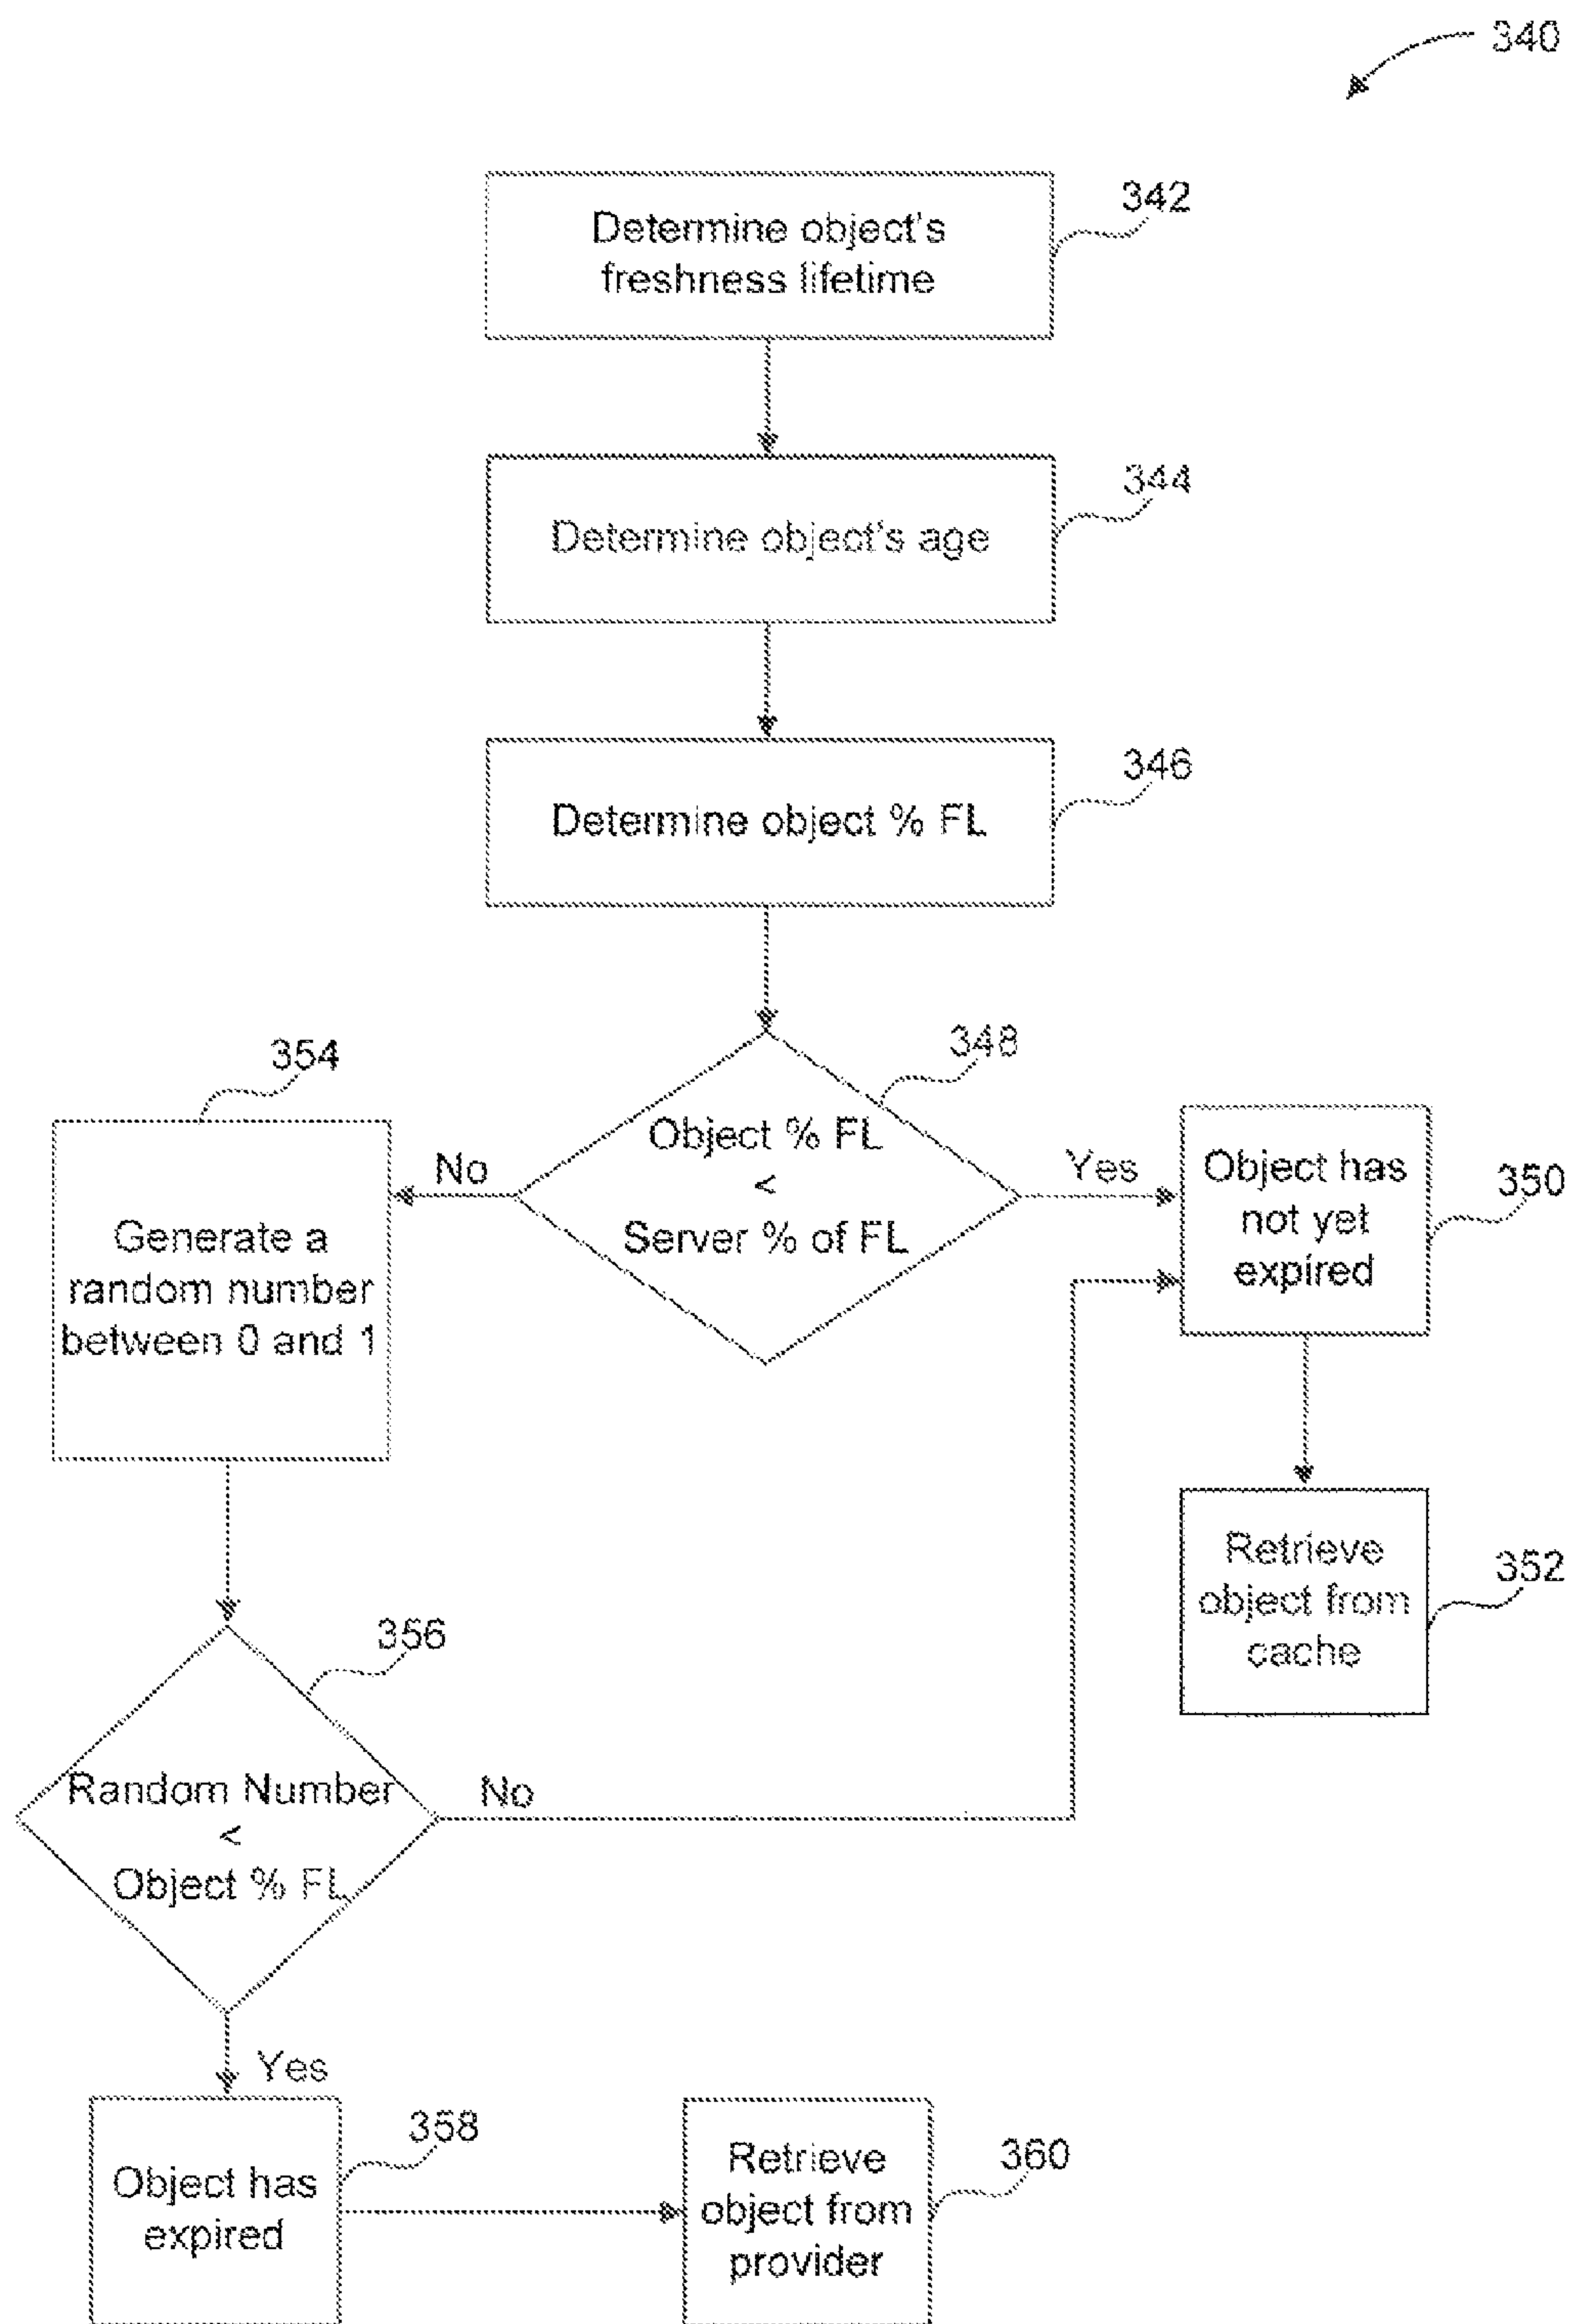 340
342
Determine object's
freshness lifetime
344
Determine object's age
346
Determine object % FL
348
Object % FL
<
Server % of FL
Yes
No
350
Object has
not yet
expired
352
Retrieve
object from
cache
354
Generate a
random number
between 0 and 1
356
Random Number
<
Object % FL
No
Yes
358
Object has
expired
360
Retrieve
object from
provider